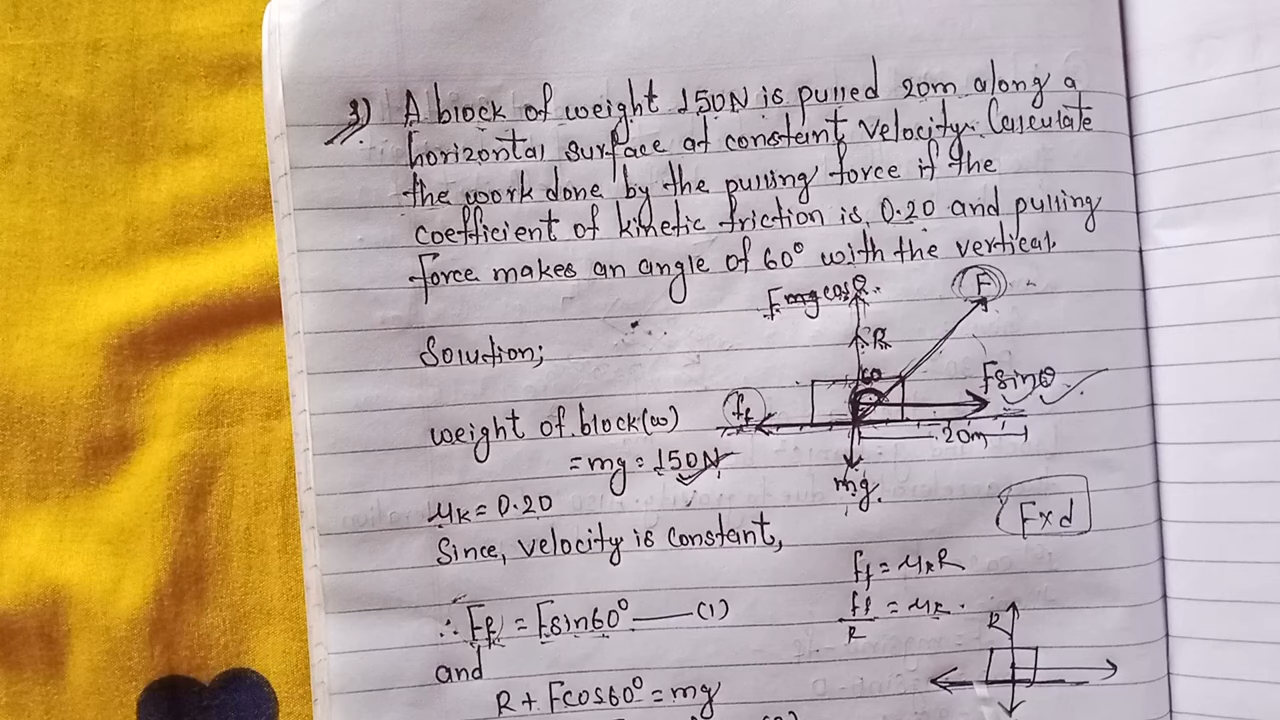 3) A block of weight 150N is pulled 20m along a
horizontal surface at constant velocity. Calculate
the work done by the pulling force if the
coefficient of kinetic friction is 0.20 and pulling
force makes an angle of 60° with the vertical.
F mg cosθ.
F
Solution;
R
60
Fsinθ
ff
weight of block(ω)
20m
= mg = 150N
mg.
μK = 0.20
Fxd
Since, velocity is constant,
Ff = μKR
∴ Ff = Fsin60° —— (1)
ff/R = μK.
R
and
R + Fcos60° = mg